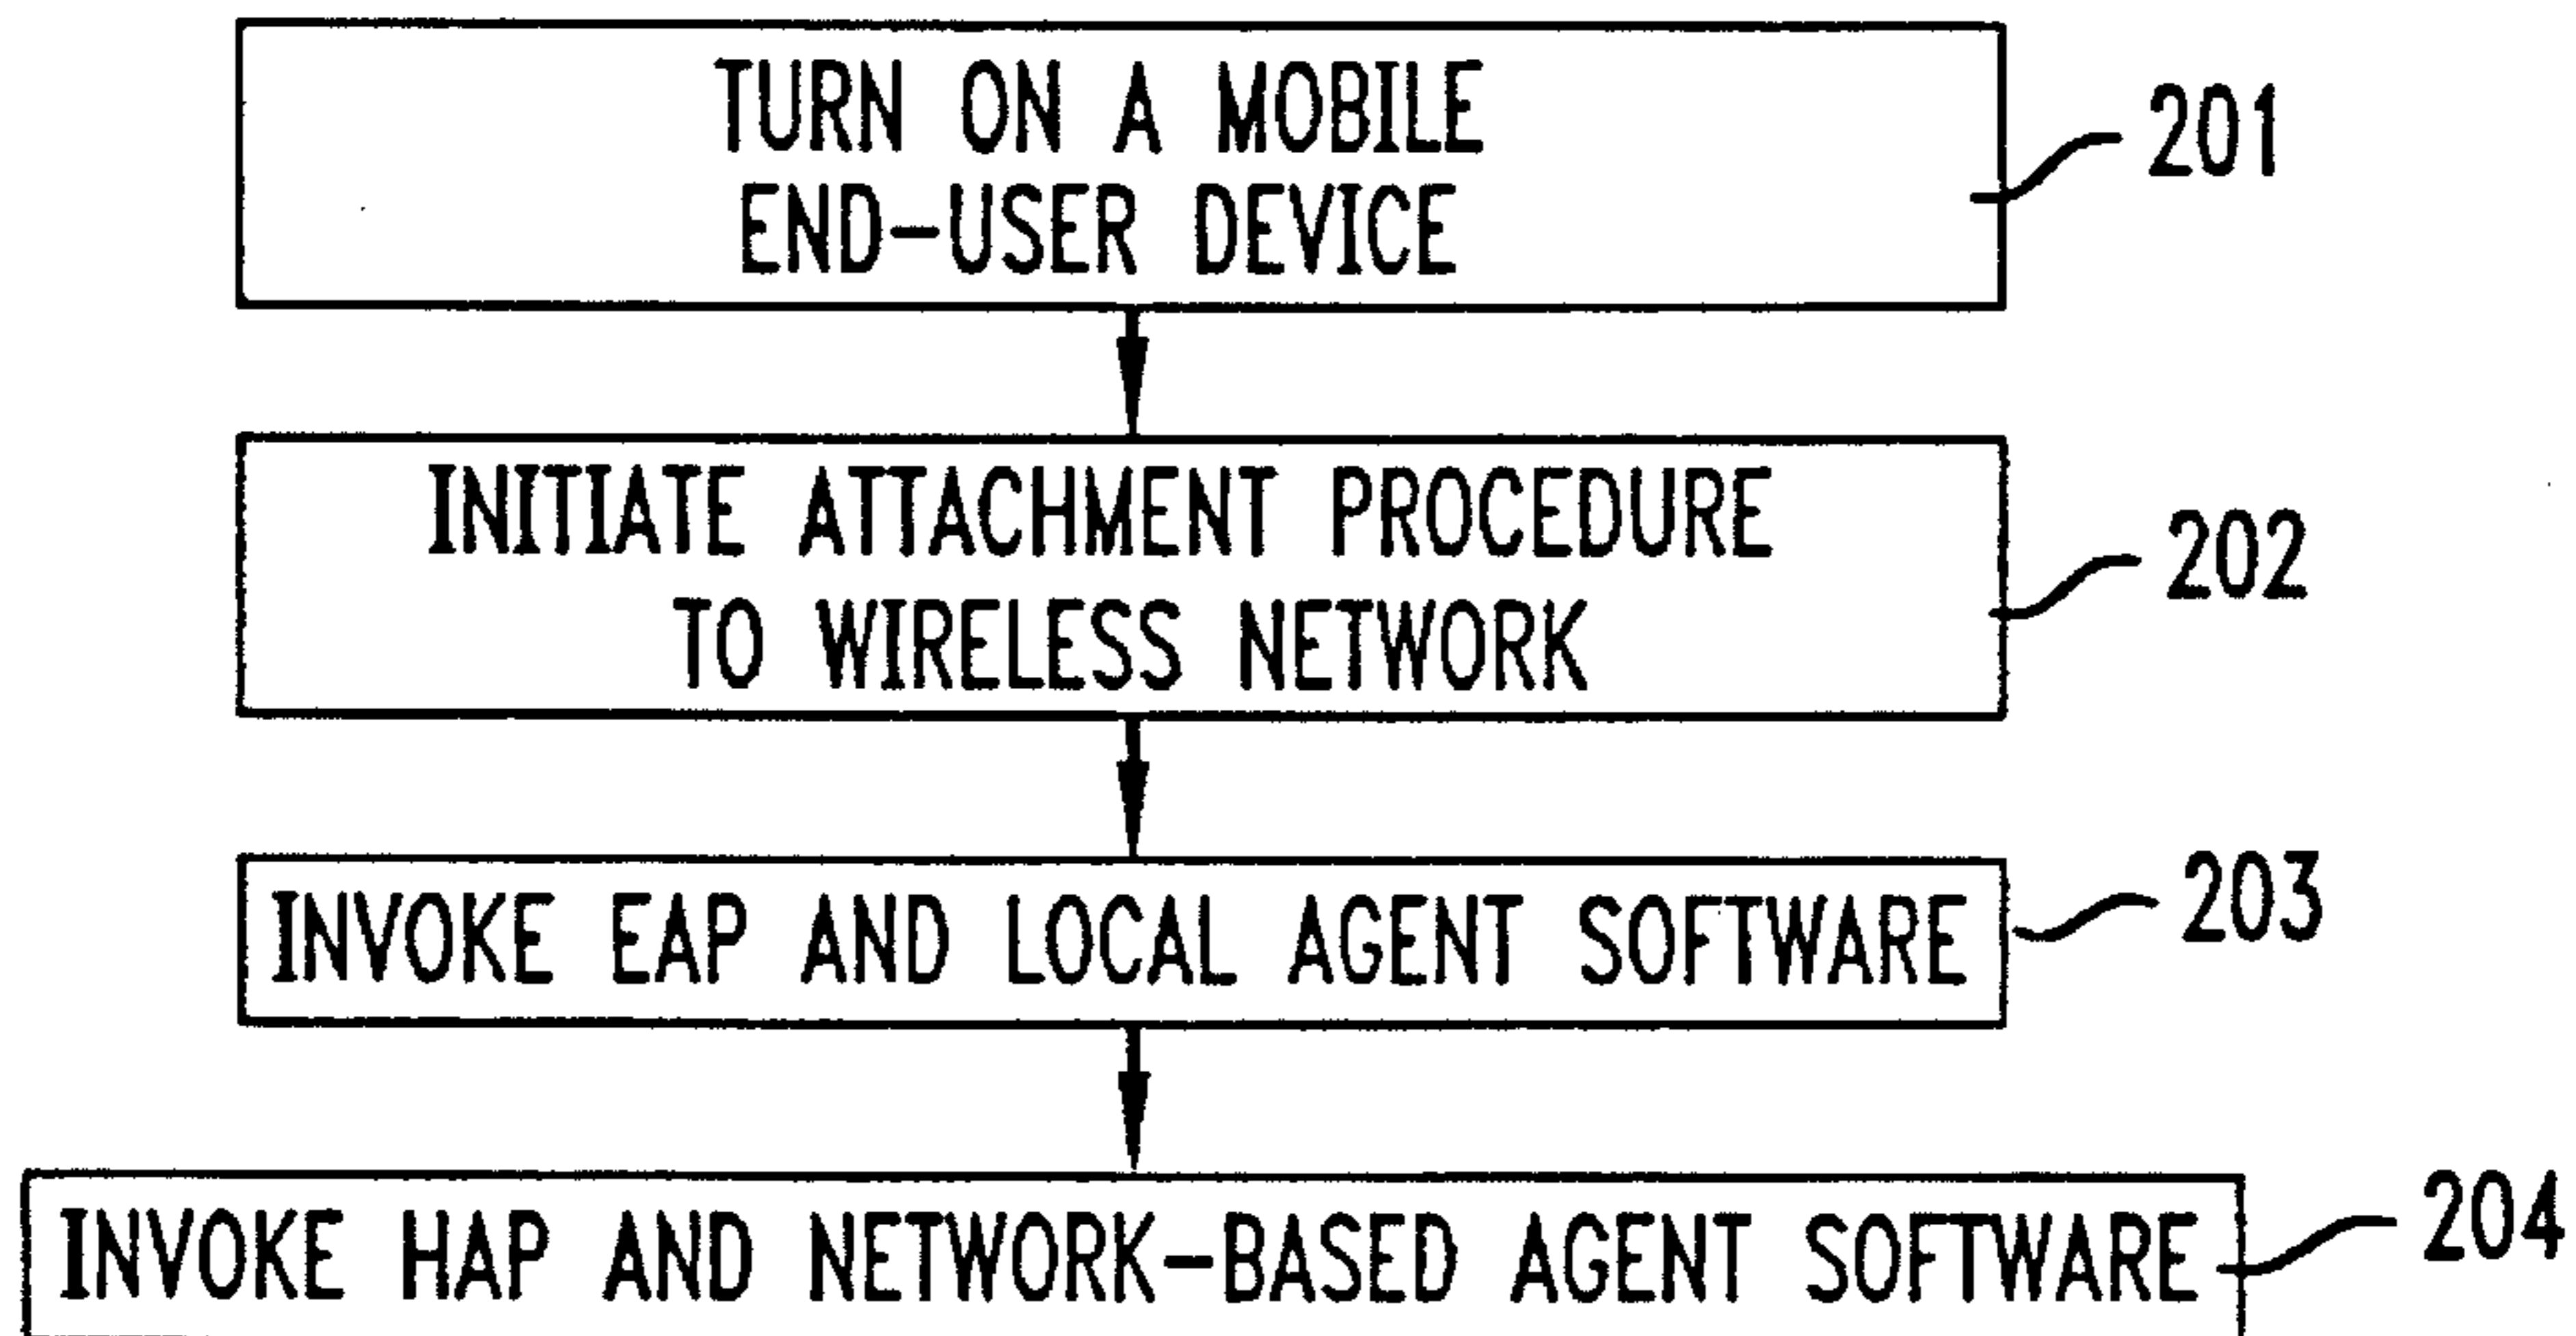 TURN ON A MOBILE
END-USER DEVICE
201
INITIATE ATTACHMENT PROCEDURE
TO WIRELESS NETWORK
202
INVOKE EAP AND LOCAL AGENT SOFTWARE
203
INVOKE HAP AND NETWORK-BASED AGENT SOFTWARE
204